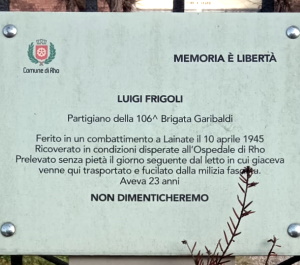 Comune di Rho
MEMORIA È LIBERTÀ
LUIGI FRIGOLI
Partigiano della 106^ Brigata Garibaldi
Ferito in un combattimento a Lainate il 10 aprile 1945
Ricoverato in condizioni disperate all'Ospedale di Rho
Prelevato senza pietà il giorno seguente dal letto in cui giaceva
venne qui trasportato e fucilato dalla milizia fascista.
Aveva 23 anni
NON DIMENTICHEREMO